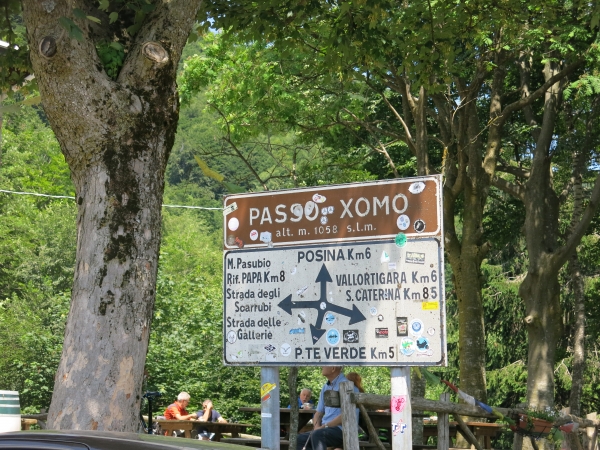 PASSO XOMO
alt. m. 1058 s.l.m.
POSINA Km 6
M. Pasubio
Rif. PAPA Km 8
Strada degli
Scarrubi
Strada delle
Gallerie
VALLORTIGARA Km 6
S. CATERINA Km 8.5
P.TE VERDE Km 5